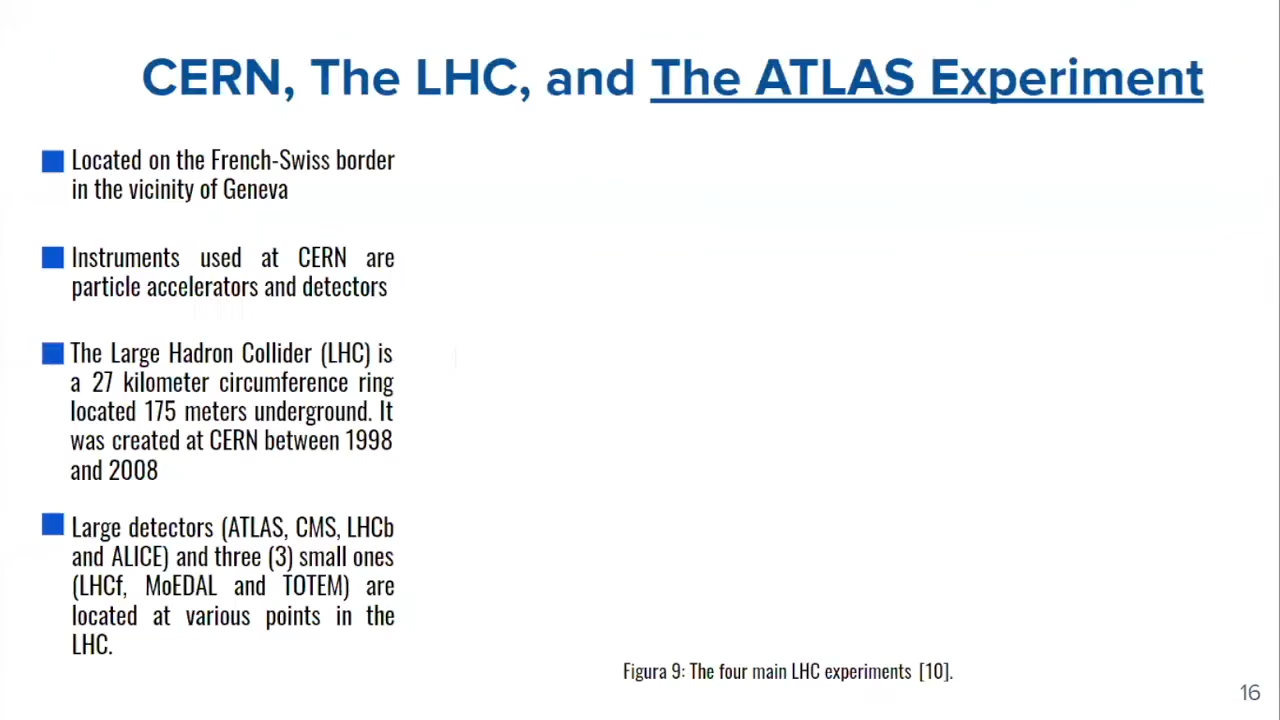 CERN, The LHC, and The ATLAS Experiment
Located on the French-Swiss border
in the vicinity of Geneva
Instruments used at CERN are
particle accelerators and detectors
The Large Hadron Collider (LHC) is
a 27 kilometer circumference ring
located 175 meters underground. It
was created at CERN between 1998
and 2008
Large detectors (ATLAS, CMS, LHCb
and ALICE) and three (3) small ones
(LHCf, MoEDAL and TOTEM) are
located at various points in the
LHC.
Figura 9: The four main LHC experiments [10].
16